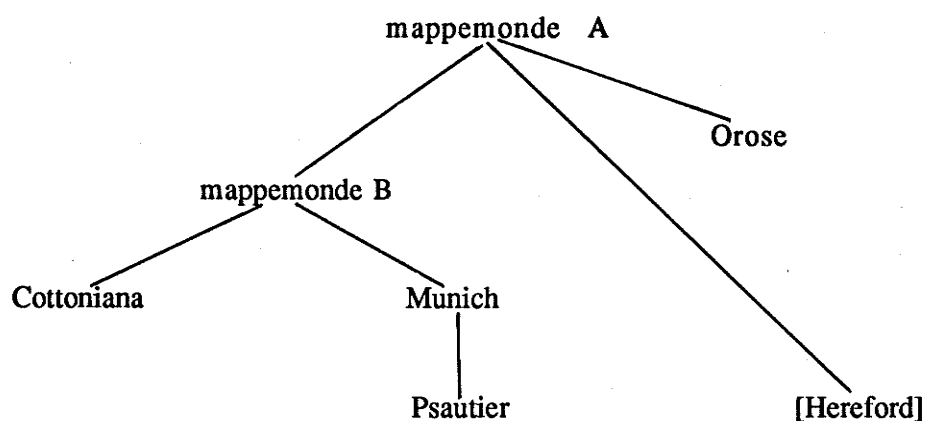 mappemonde A
Orose
mappemonde B
Cottoniana Munich
Psautier [Hereford]